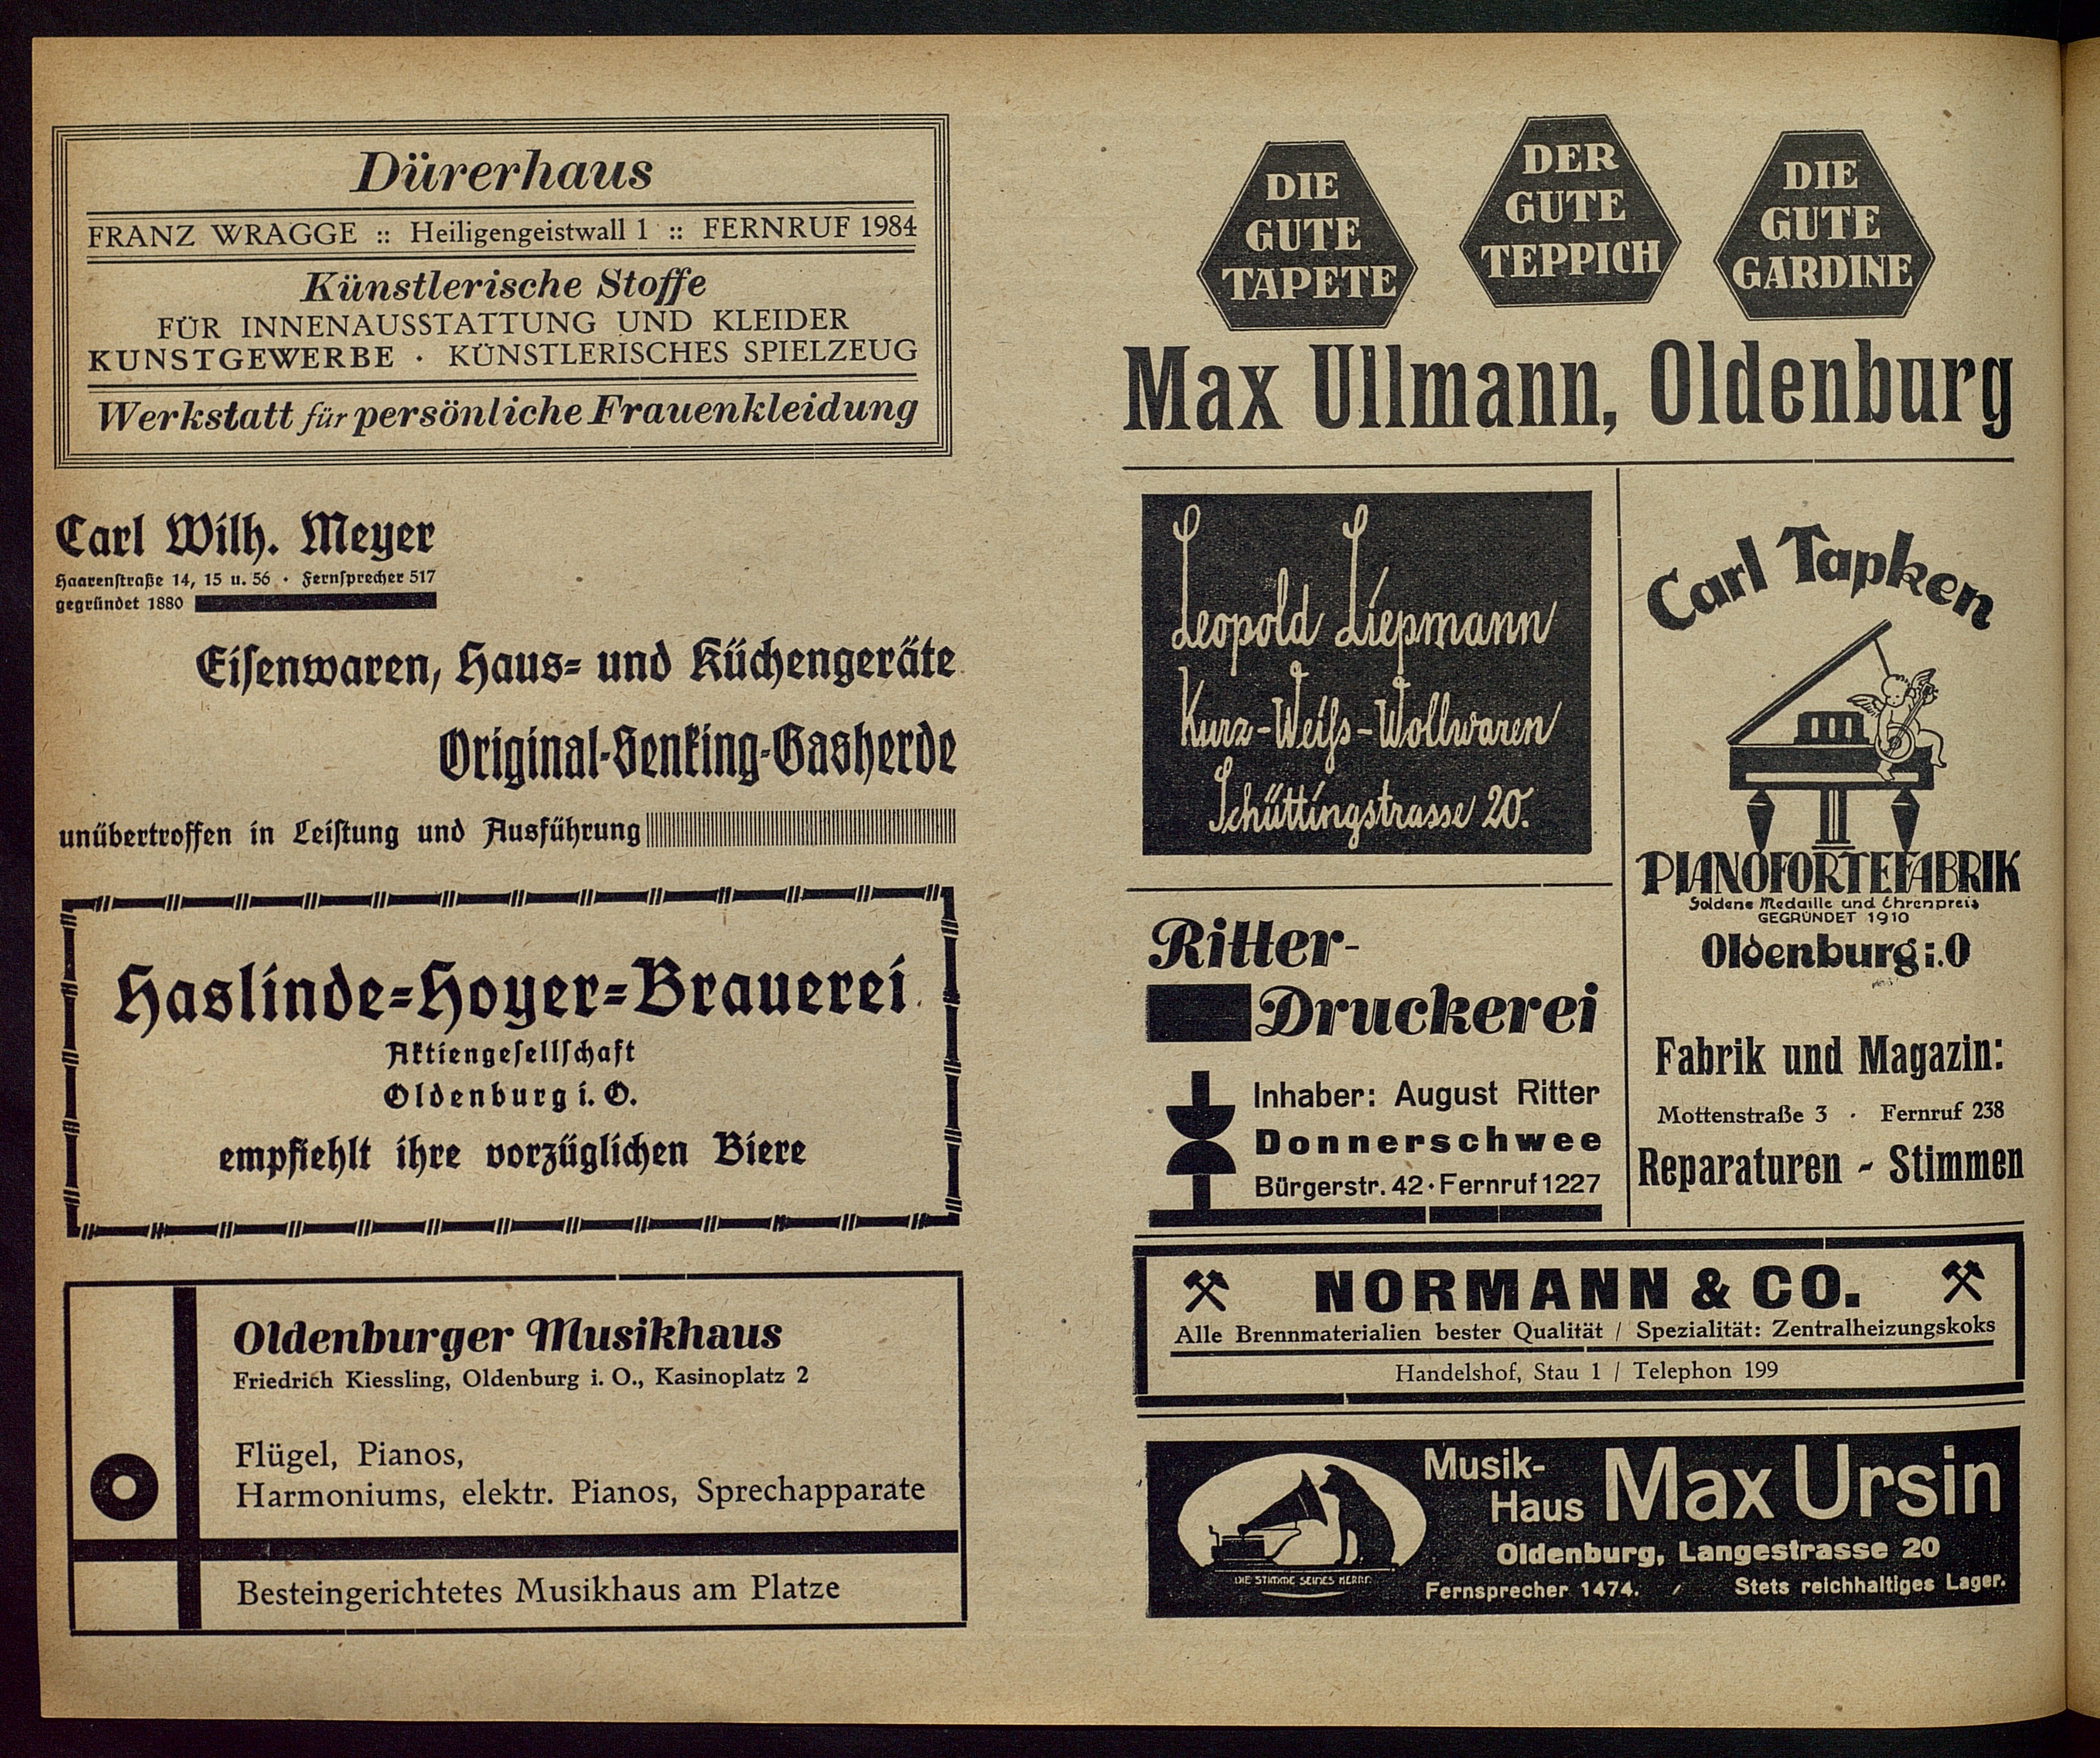 Dürerhaus
FRANZ WRAGGE :: Heiligengeistwall 1 :: FERNRUF 1984
Künstlerische Stoffe
FÜR INNENAUSSTATTUNG UND KLEIDER
KUNSTGEWERBE · KÜNSTLERISCHES SPIELZEUG
Werkstatt für persönliche Frauenkleidung
Carl Wilh. Meyer
Haarenſtraße 14, 15 u. 56 · Fernſprecher 517
gegründet 1880
Eiſenwaren, Haus- und Küchengeräte
Original-Senking-Gasherde
unübertroffen in Leiſtung und Ausführung
Haslinde-Hoyer-Brauerei
Aktiengeſellſchaft
Oldenburg i. O.
empfiehlt ihre vorzüglichen Biere
Oldenburger Musikhaus
Friedrich Kiessling, Oldenburg i. O., Kasinoplatz 2
Flügel, Pianos,
Harmoniums, elektr. Pianos, Sprechapparate
Besteingerichtetes Musikhaus am Platze
DIE
GUTE
TAPETE
DER
GUTE
TEPPICH
DIE
GUTE
GARDINE
Max Ullmann, Oldenburg
Leopold Liepmann
Kurz-Weiſs-Wollwaren
Schüttingstrasse 20.
Ritter-
Druckerei
Inhaber: August Ritter
Donnerschwee
Bürgerstr. 42 · Fernruf 1227
Carl Tapken
PIANOFORTEFABRIK
Goldene Medaille und Ehrenpreis
GEGRÜNDET 1910
Oldenburg i.O
Fabrik und Magazin:
Mottenstraße 3 · Fernruf 238
Reparaturen - Stimmen
NORMANN & CO.
Alle Brennmaterialien bester Qualität / Spezialität: Zentralheizungskoks
Handelshof, Stau 1 / Telephon 199
Musik-
Haus Max Ursin
Oldenburg, Langestrasse 20
DIE STIMME SEINES HERRN
Fernsprecher 1474. / Stets reichhaltiges Lager.